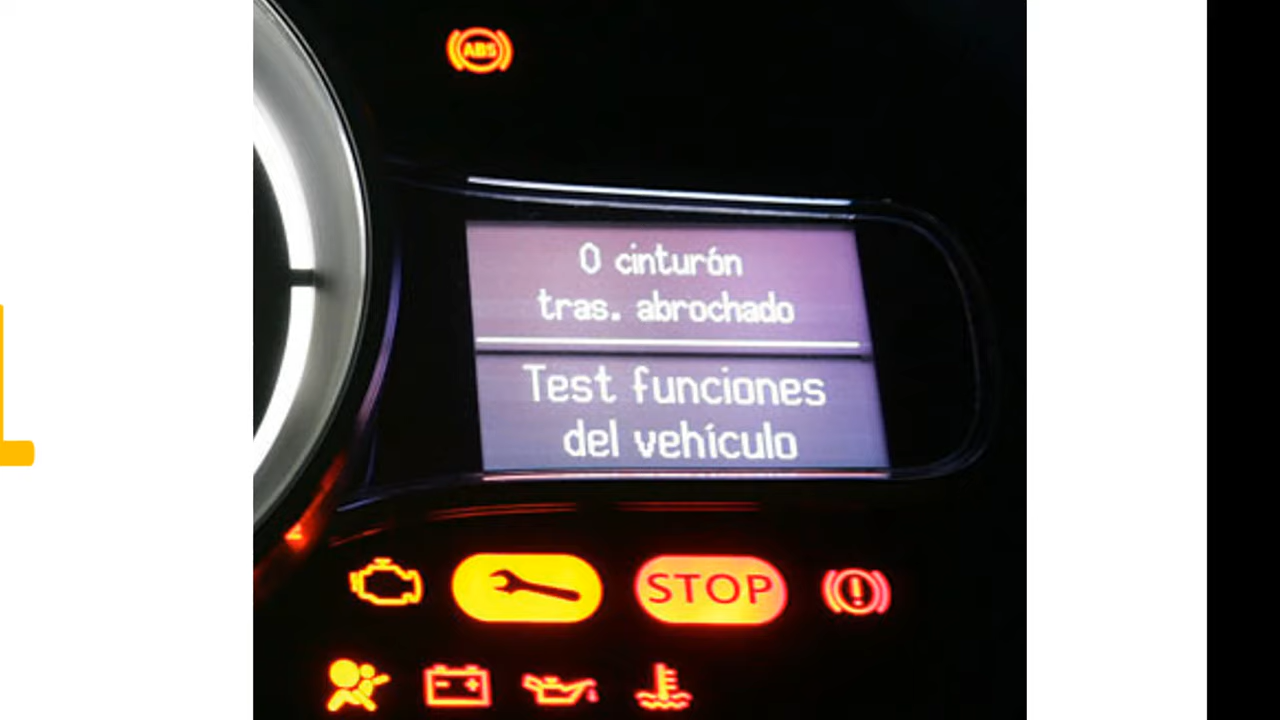 ABS
0 cinturón
tras. abrochado
Test funciones
del vehículo
STOP